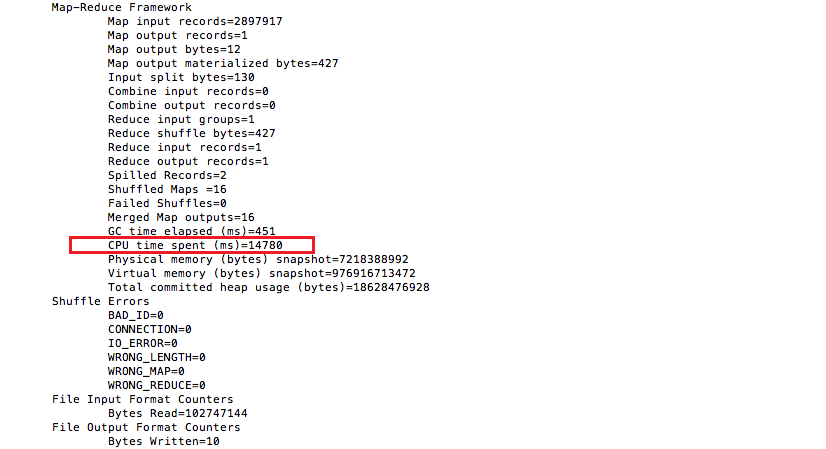 Map-Reduce Framework
Map input records=2897917
Map output records=1
Map output bytes=12
Map output materialized bytes=427
Input split bytes=130
Combine input records=0
Combine output records=0
Reduce input groups=1
Reduce shuffle bytes=427
Reduce input records=1
Reduce output records=1
Spilled Records=2
Shuffled Maps =16
Failed Shuffles=0
Merged Map outputs=16
GC time elapsed (ms)=451
CPU time spent (ms)=14780
Physical memory (bytes) snapshot=7218388992
Virtual memory (bytes) snapshot=976916713472
Total committed heap usage (bytes)=18628476928
Shuffle Errors
BAD_ID=0
CONNECTION=0
IO_ERROR=0
WRONG_LENGTH=0
WRONG_MAP=0
WRONG_REDUCE=0
File Input Format Counters
Bytes Read=102747144
File Output Format Counters
Bytes Written=10